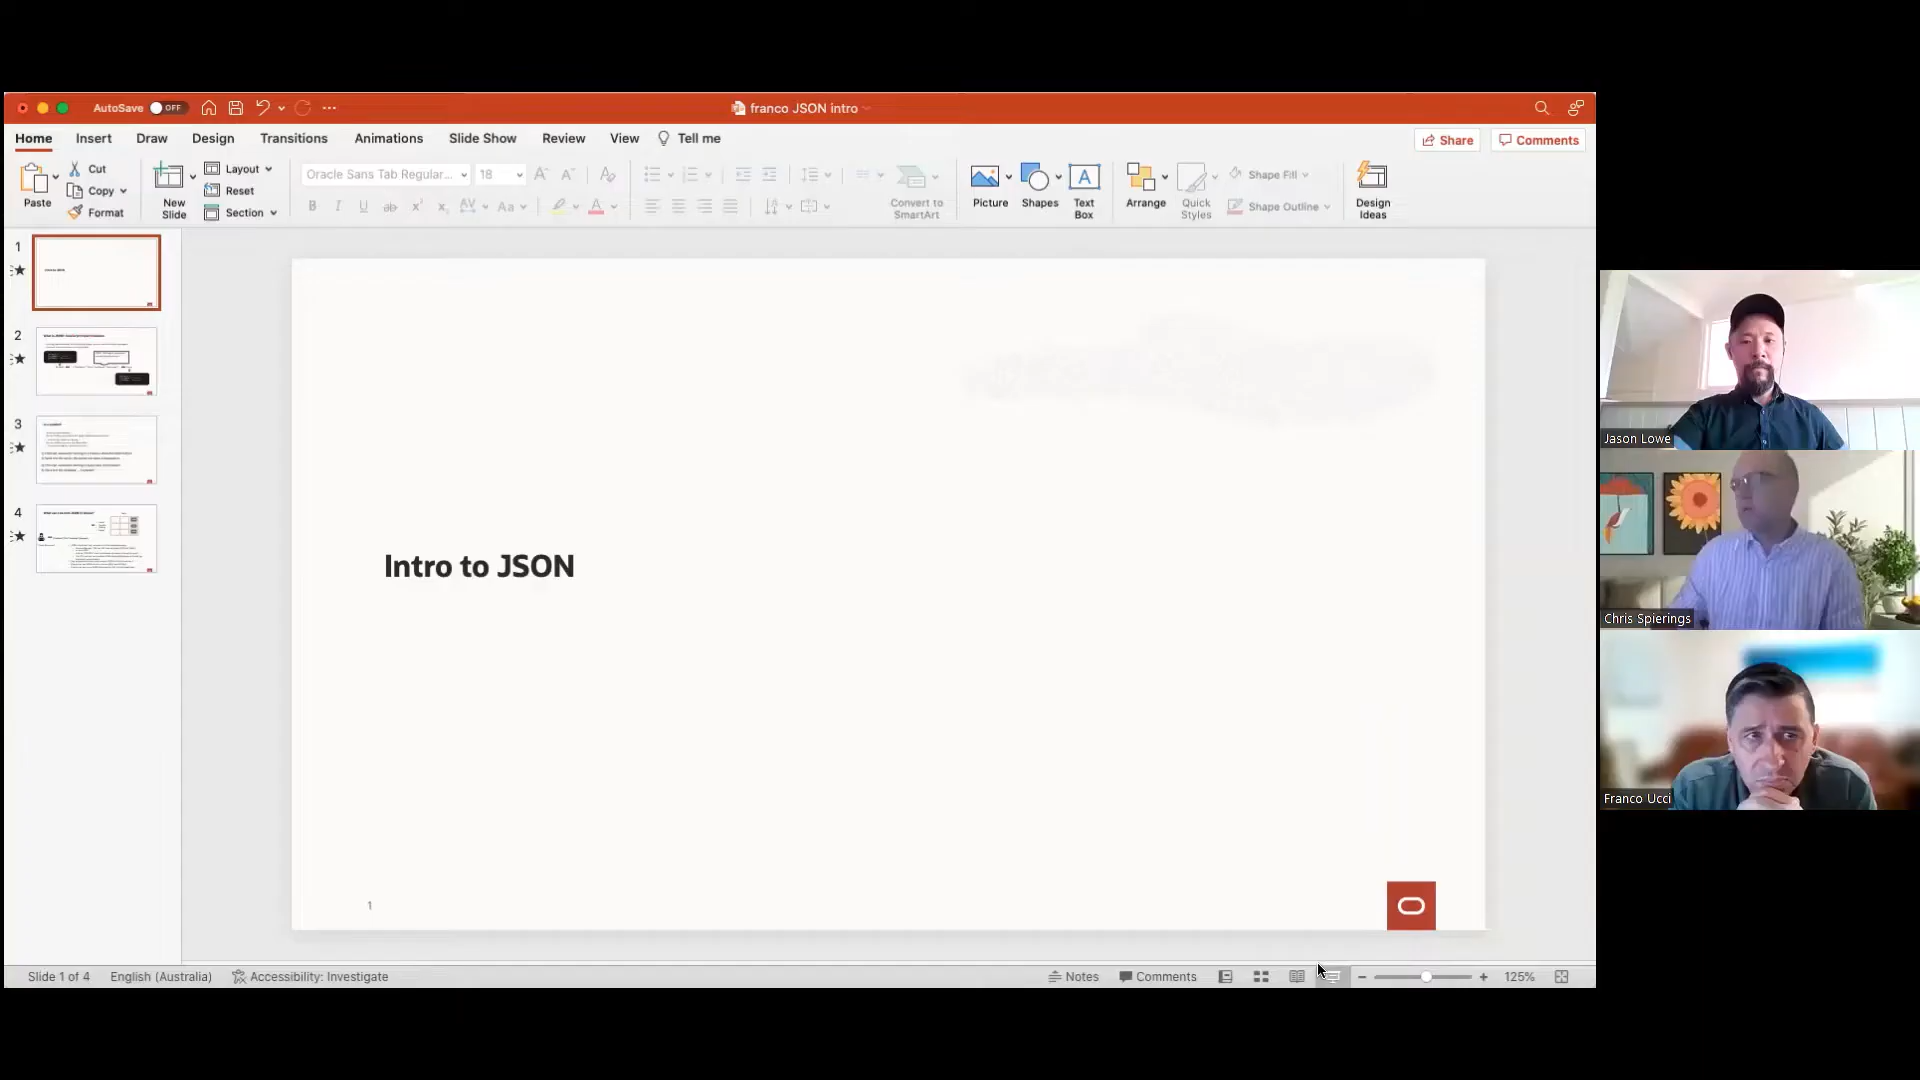 AutoSave OFF
franco JSON intro
Home Insert Draw Design Transitions Animations Slide Show Review View Tell me
Share Comments
Paste
Cut
Copy
Format
New
Slide
Layout
Reset
Section
Oracle Sans Tab Regular... 18
Convert to
SmartArt
Picture
Shapes
Text
Box
Arrange
Quick
Styles
Shape Fill
Shape Outline
Design
Ideas
1
2
3
4
Intro to JSON
1
Jason Lowe
Chris Spierings
Franco Ucci
Slide 1 of 4 English (Australia) Accessibility: Investigate Notes Comments 125%